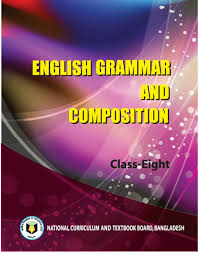 ENGLISH GRAMMAR
AND
COMPOSITION
Class-Eight
NATIONAL CURRICULUM AND TEXTBOOK BOARD, BANGLADESH